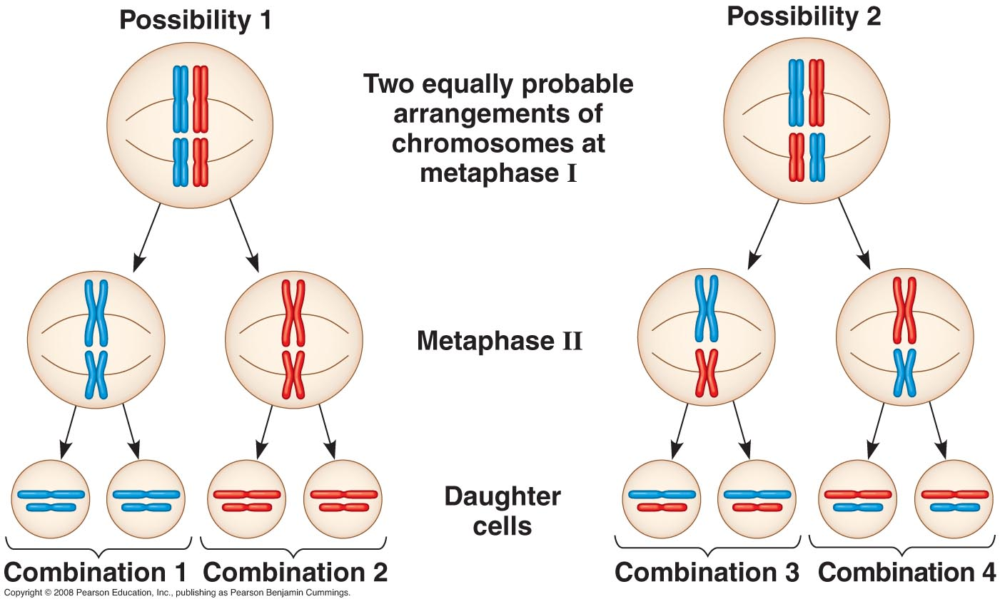 Possibility 1
Possibility 2
Two equally probable
arrangements of
chromosomes at
metaphase I
Metaphase II
Daughter
cells
Combination 1
Combination 2
Combination 3
Combination 4
Copyright © 2008 Pearson Education, Inc., publishing as Pearson Benjamin Cummings.